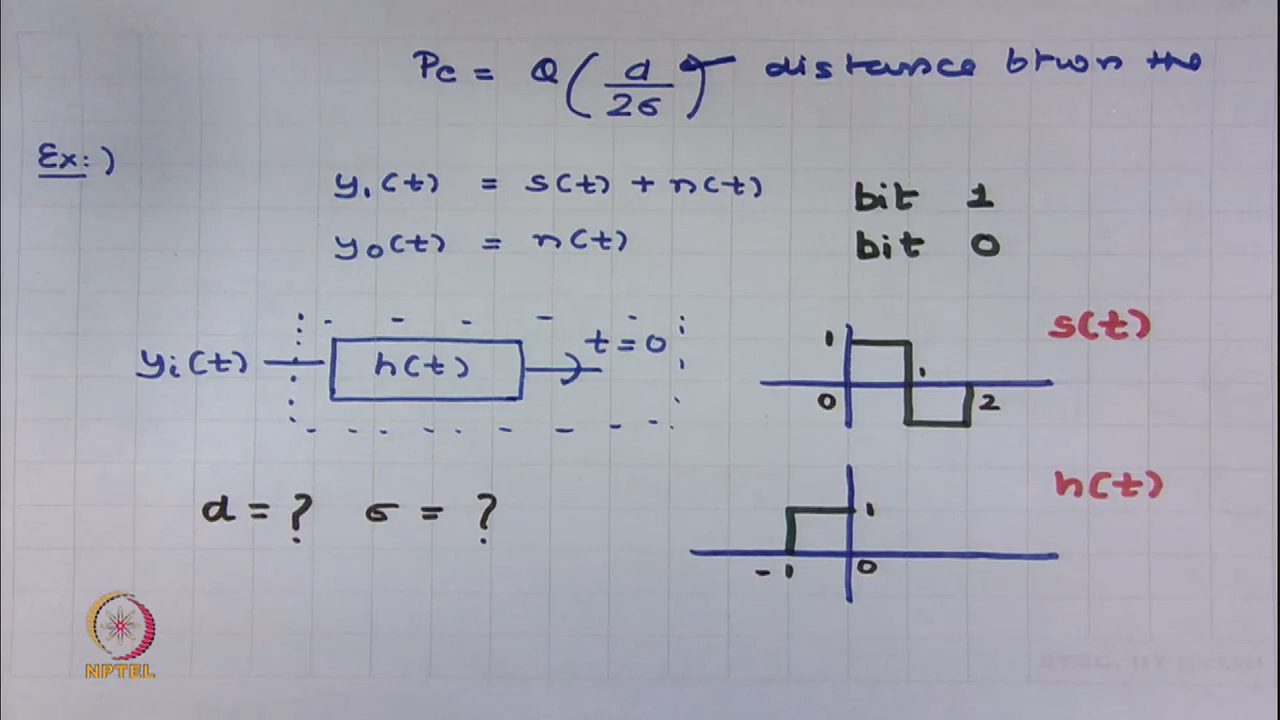 Pe = Q(d/2σ) distance btwn the
Ex:)
y₁(t) = s(t) + n(t) bit 1
y₀(t) = n(t) bit 0
yᵢ(t) h(t) t=0
s(t)
1
1
0 2
d = ? σ = ?
h(t)
1
-1 0
NPTEL